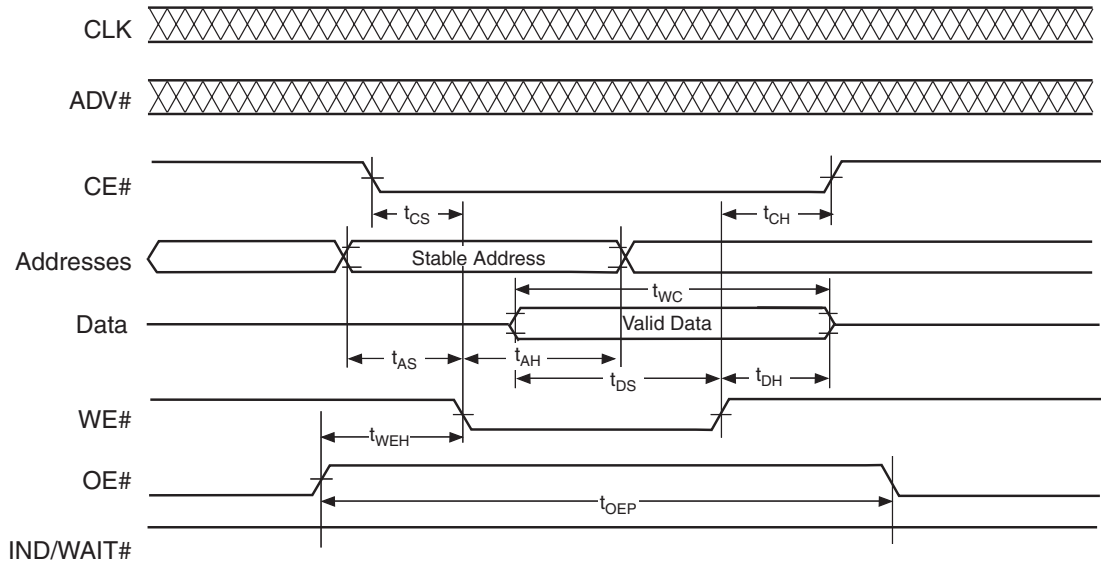 CLK
ADV#
CE#
tCS
tCH
Addresses
Stable Address
tWC
Data
Valid Data
tAS
tAH
tDS
tDH
WE#
tWEH
OE#
tOEP
IND/WAIT#